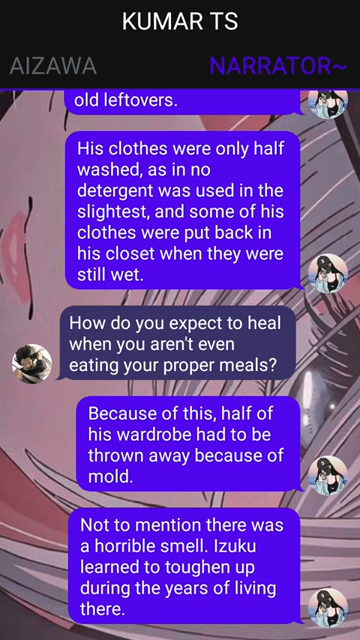 KUMAR TS
AIZAWA
NARRATOR~
old leftovers.
His clothes were only half
washed, as in no
detergent was used in the
slightest, and some of his
clothes were put back in
his closet when they were
still wet.
How do you expect to heal
when you aren't even
eating your proper meals?
Because of this, half of
his wardrobe had to be
thrown away because of
mold.
Not to mention there was
a horrible smell. Izuku
learned to toughen up
during the years of living
there.